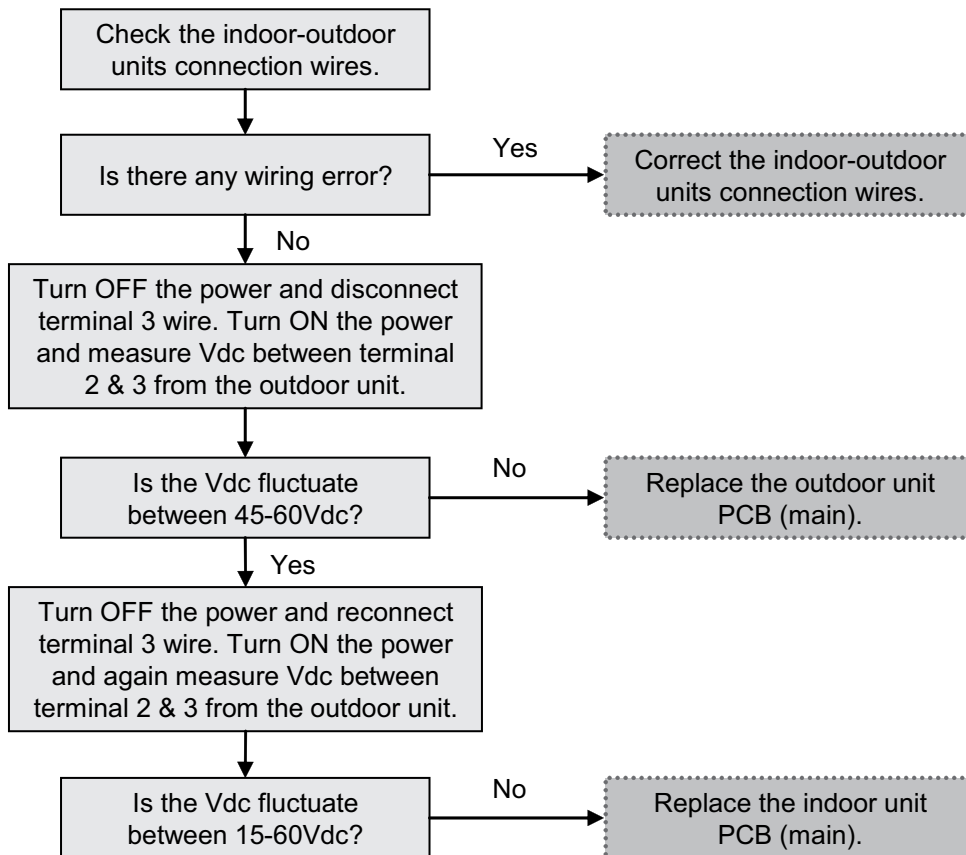 Check the indoor-outdoor
units connection wires.
Is there any wiring error?
Yes
Correct the indoor-outdoor
units connection wires.
No
Turn OFF the power and disconnect
terminal 3 wire. Turn ON the power
and measure Vdc between terminal
2 & 3 from the outdoor unit.
Is the Vdc fluctuate
between 45-60Vdc?
No
Replace the outdoor unit
PCB (main).
Yes
Turn OFF the power and reconnect
terminal 3 wire. Turn ON the power
and again measure Vdc between
terminal 2 & 3 from the outdoor unit.
Is the Vdc fluctuate
between 15-60Vdc?
No
Replace the indoor unit
PCB (main).